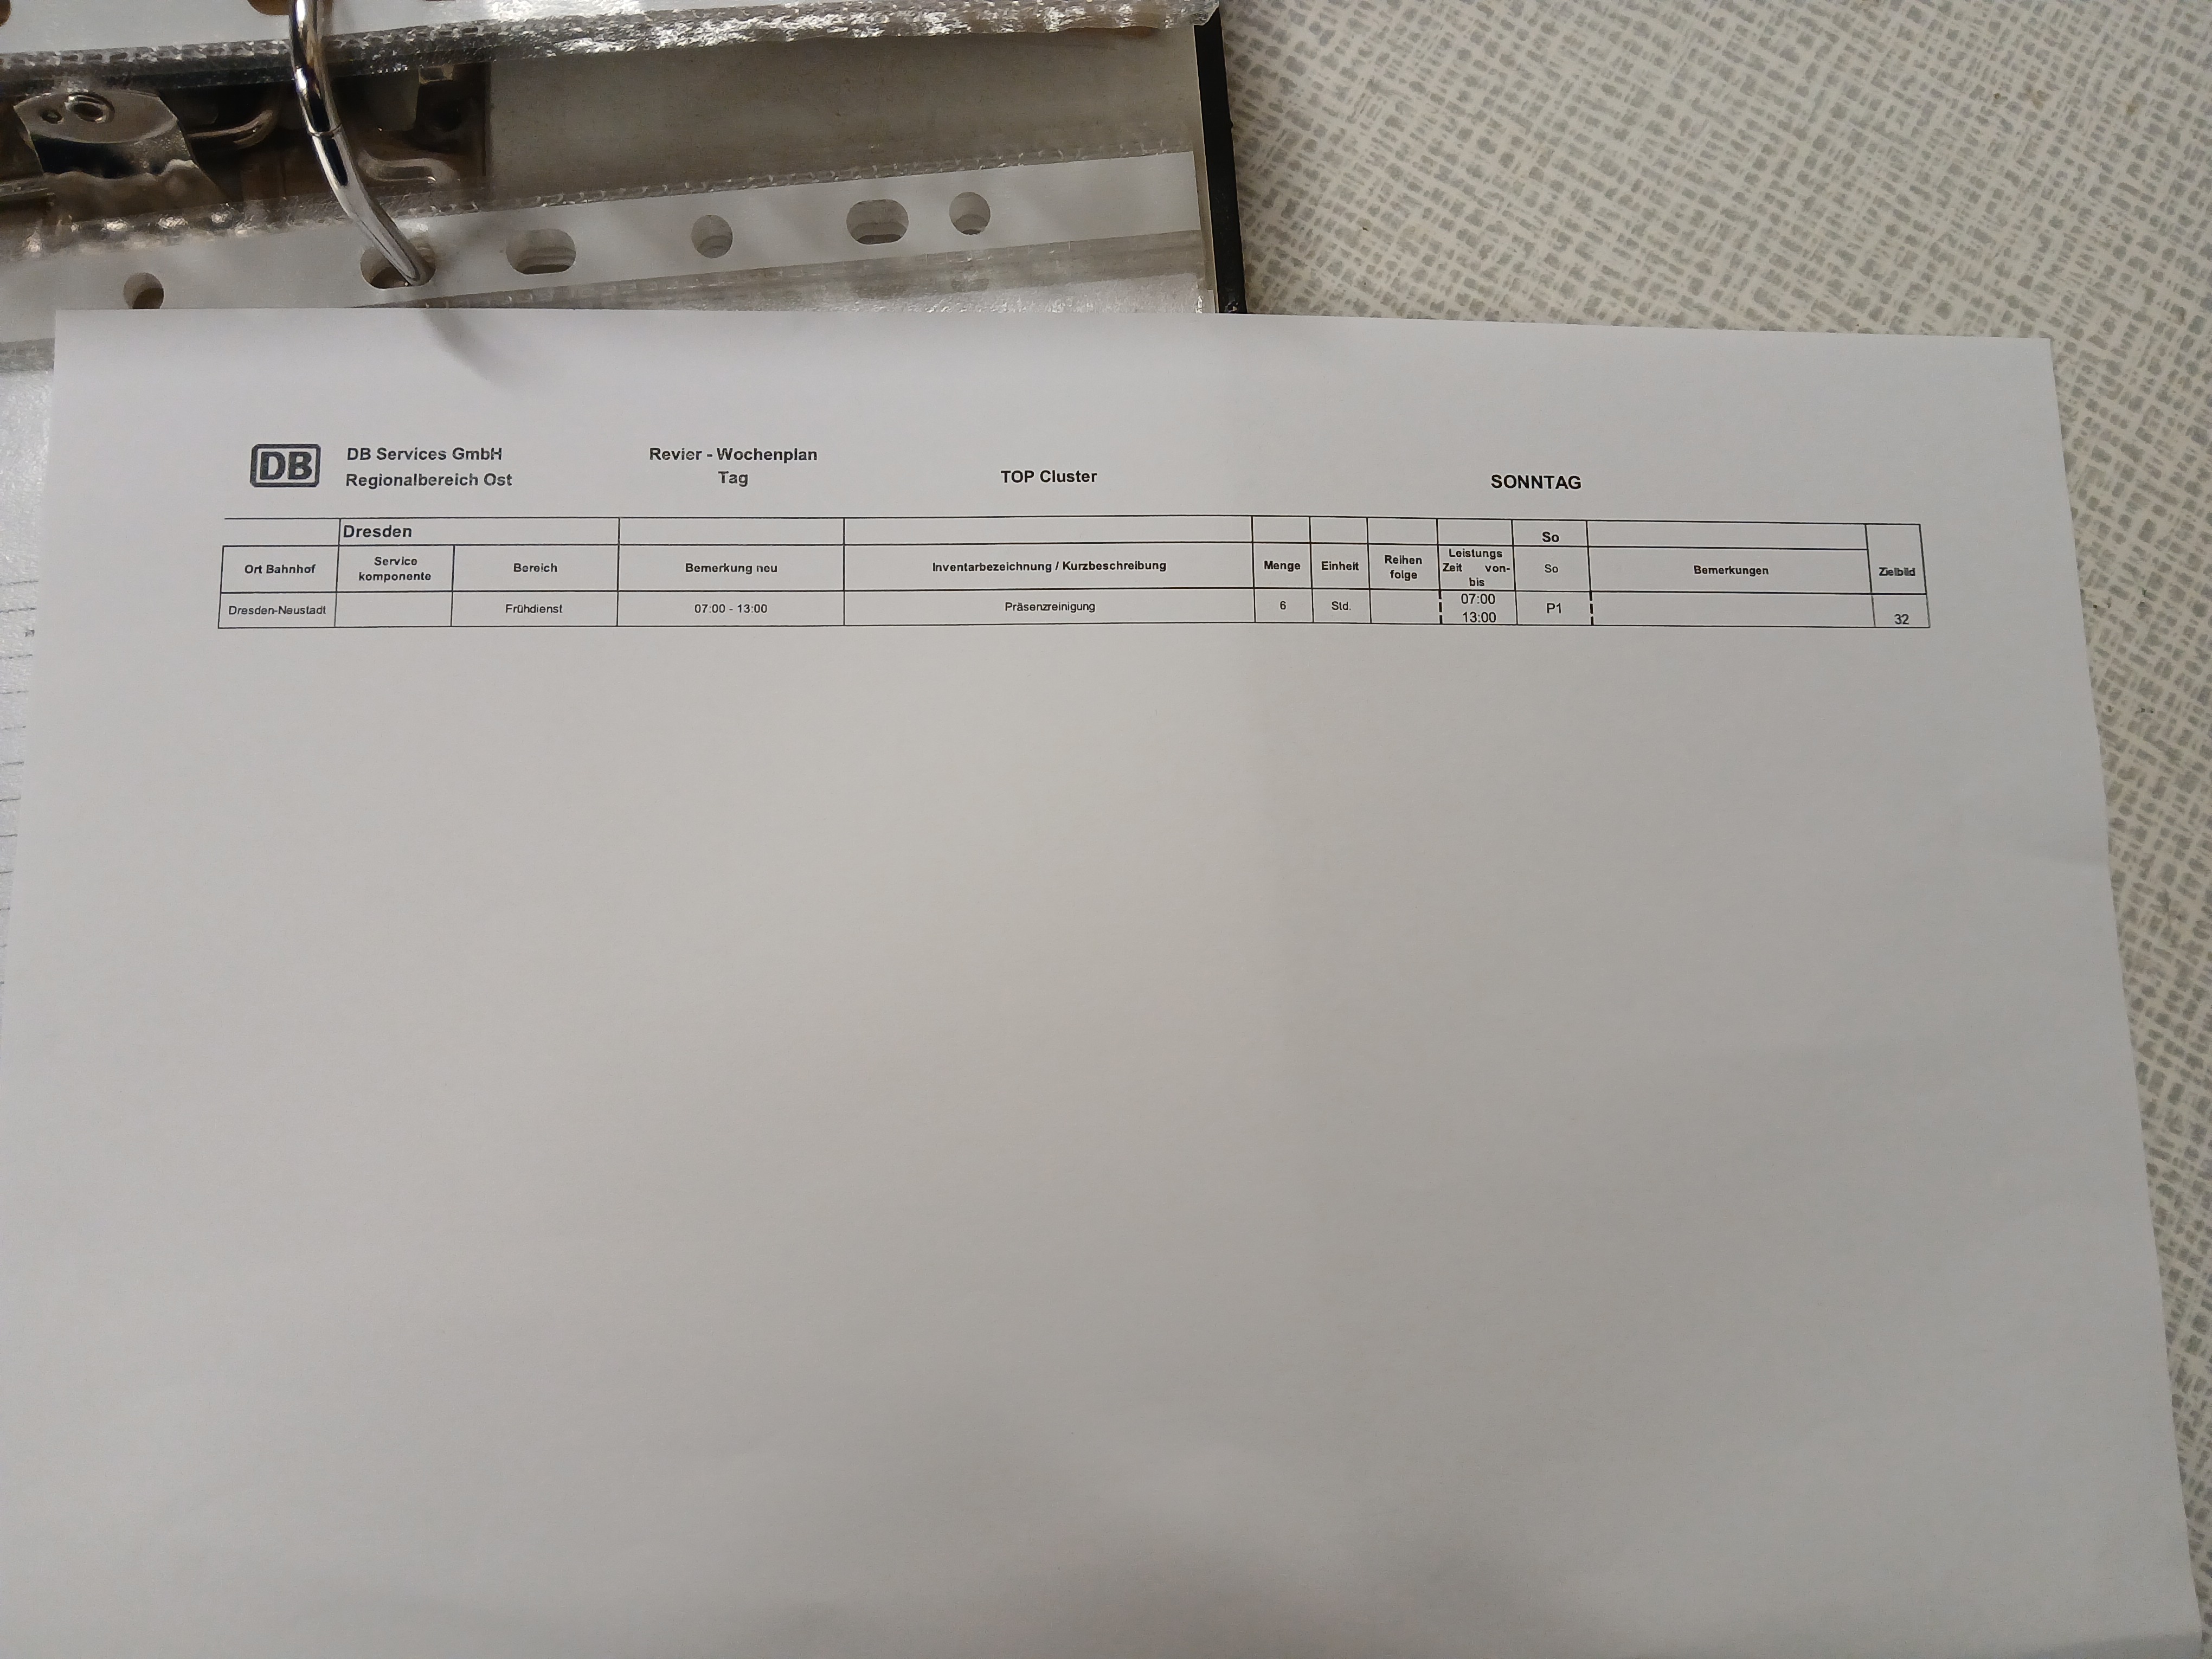 DB DB Services GmbH Revier - Wochenplan
Regionalbereich Ost Tag TOP Cluster SONNTAG
Dresden So
Ort Bahnhof Service komponente Bereich Bemerkung neu Inventarbezeichnung / Kurzbeschreibung Menge Einheit Reihen folge Leistungs Zeit von- bis So Bemerkungen Zielbild
Dresden-Neustadt Frühdienst 07:00 - 13:00 Präsenzreinigung 6 Std. 07:00 13:00 P1 32